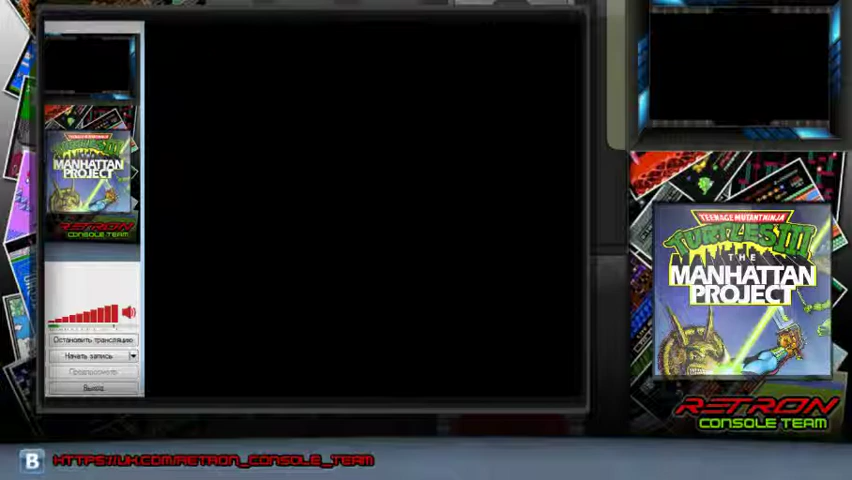 TEENAGE MUTANT NINJA
TURTLES III
THE
MANHATTAN
PROJECT
RETRON
CONSOLE TEAM
Остановить трансляцию
Начать запись
Предпросмотр
Выход
TEENAGE MUTANT NINJA
TURTLES III
THE
MANHATTAN
PROJECT
RETRON
CONSOLE TEAM
B HTTPS://VK.COM/RETRON_CONSOLE_TEAM